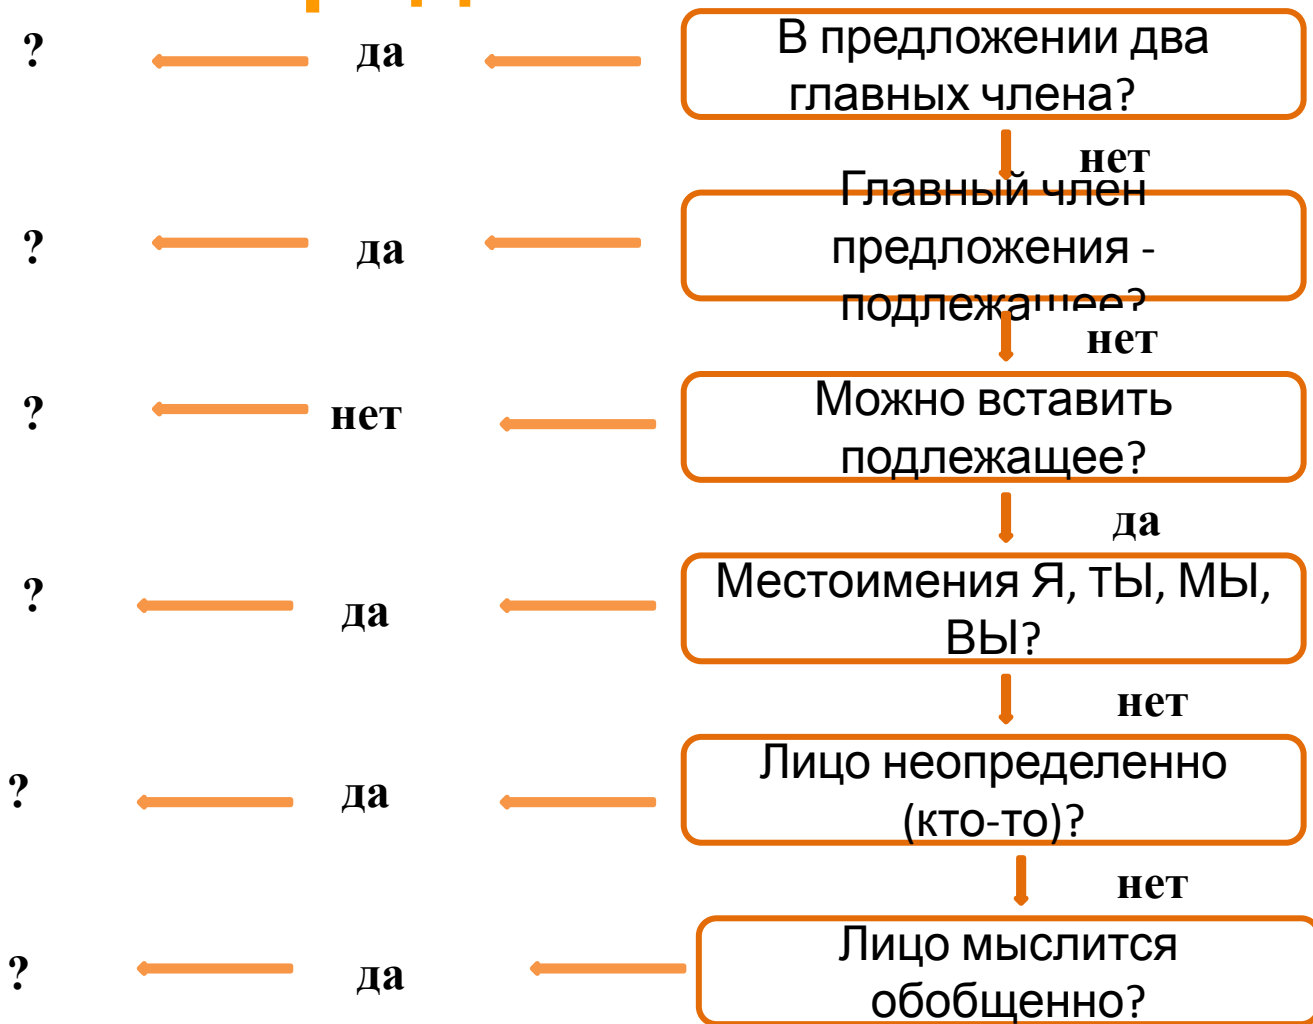 ? да В предложении два
главных члена?
нет
? да Главный член
предложения -
подлежащее?
нет
? нет Можно вставить
подлежащее?
да
? да Местоимения Я, ТЫ, МЫ,
ВЫ?
нет
? да Лицо неопределенно
(кто-то)?
нет
? да Лицо мыслится
обобщенно?